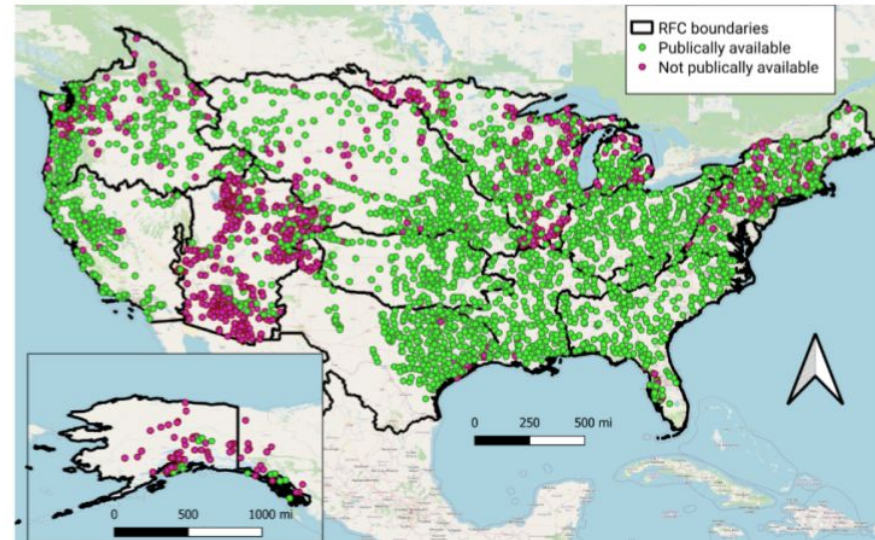 RFC boundaries
Publically available
Not publically available
0 250 500 mi
0 500 1000 mi